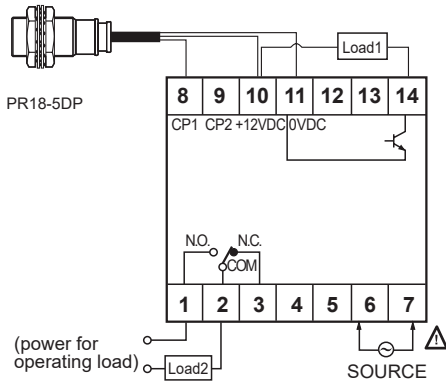 Load1
PR18-5DP
8 9 10 11 12 13 14
CP1 CP2 +12VDC 0VDC
N.O. N.C.
COM
1 2 3 4 5 6 7
(power for
operating load)
Load2
SOURCE